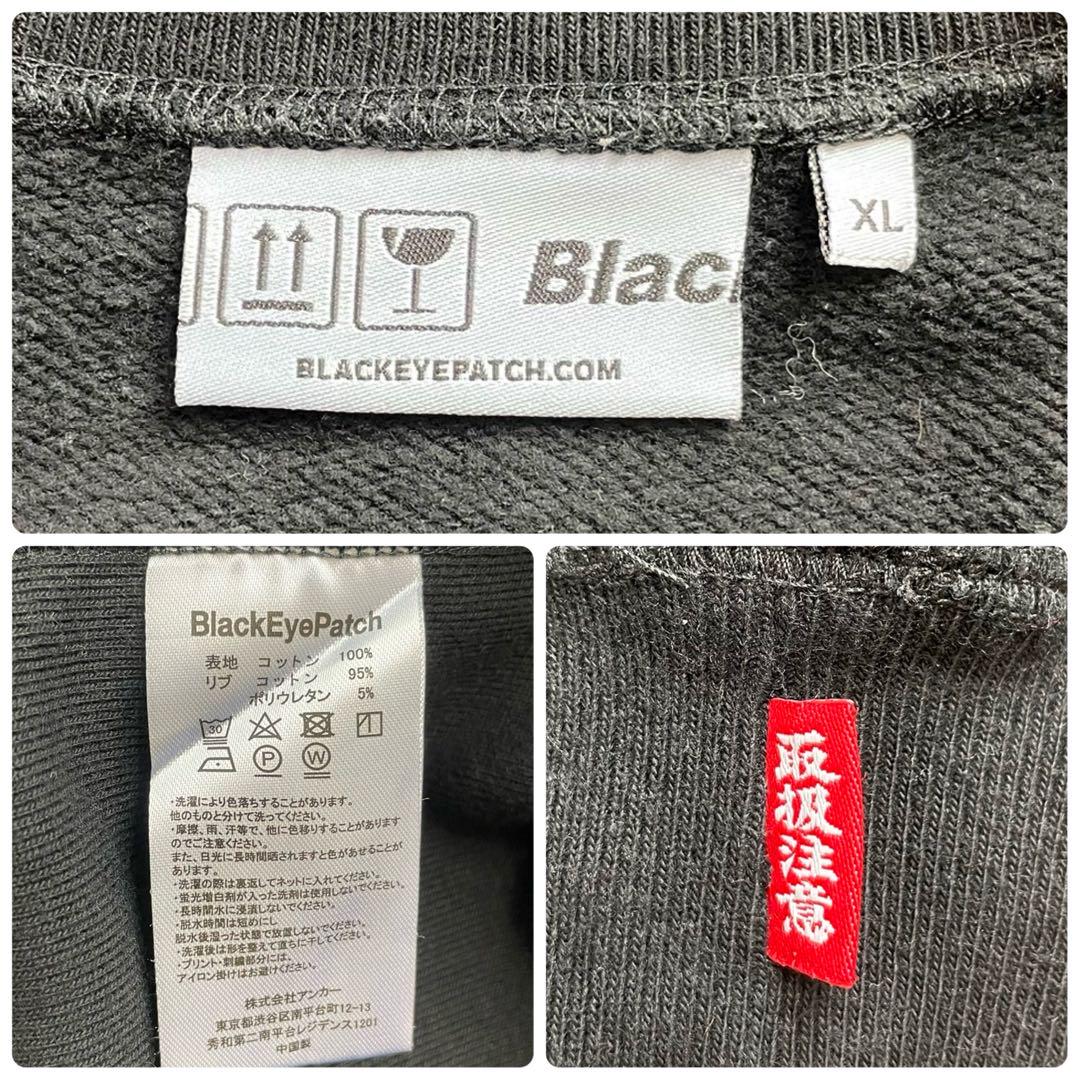 Blac
XL
BLACKEYEPATCH.COM
BlackEyePatch
表地 コットン 100%
リブ コットン 95%
ポリウレタン 5%
30
P W
・洗濯により色落ちすることがあります。
他のものと分けて洗ってください。
・摩擦、雨、汗等で、他に色移りすることがあります
のでご注意ください。
また、日光に長時間晒されますと色があせることが
あります。
・洗濯の際は裏返してネットに入れてください。
・蛍光増白剤が入った洗剤は使用しないでください。
・長時間水に浸漬しないでください。
・脱水時間は短めにし
脱水後湿った状態で放置しないでください。
・洗濯後は形を整えて直ちに干してください。
・プリント・刺繍部分には、
アイロン掛けはお避けください。
株式会社アンカー
東京都渋谷区南平台町12-13
秀和第二南平台レジデンス1201
中国製
取扱注意